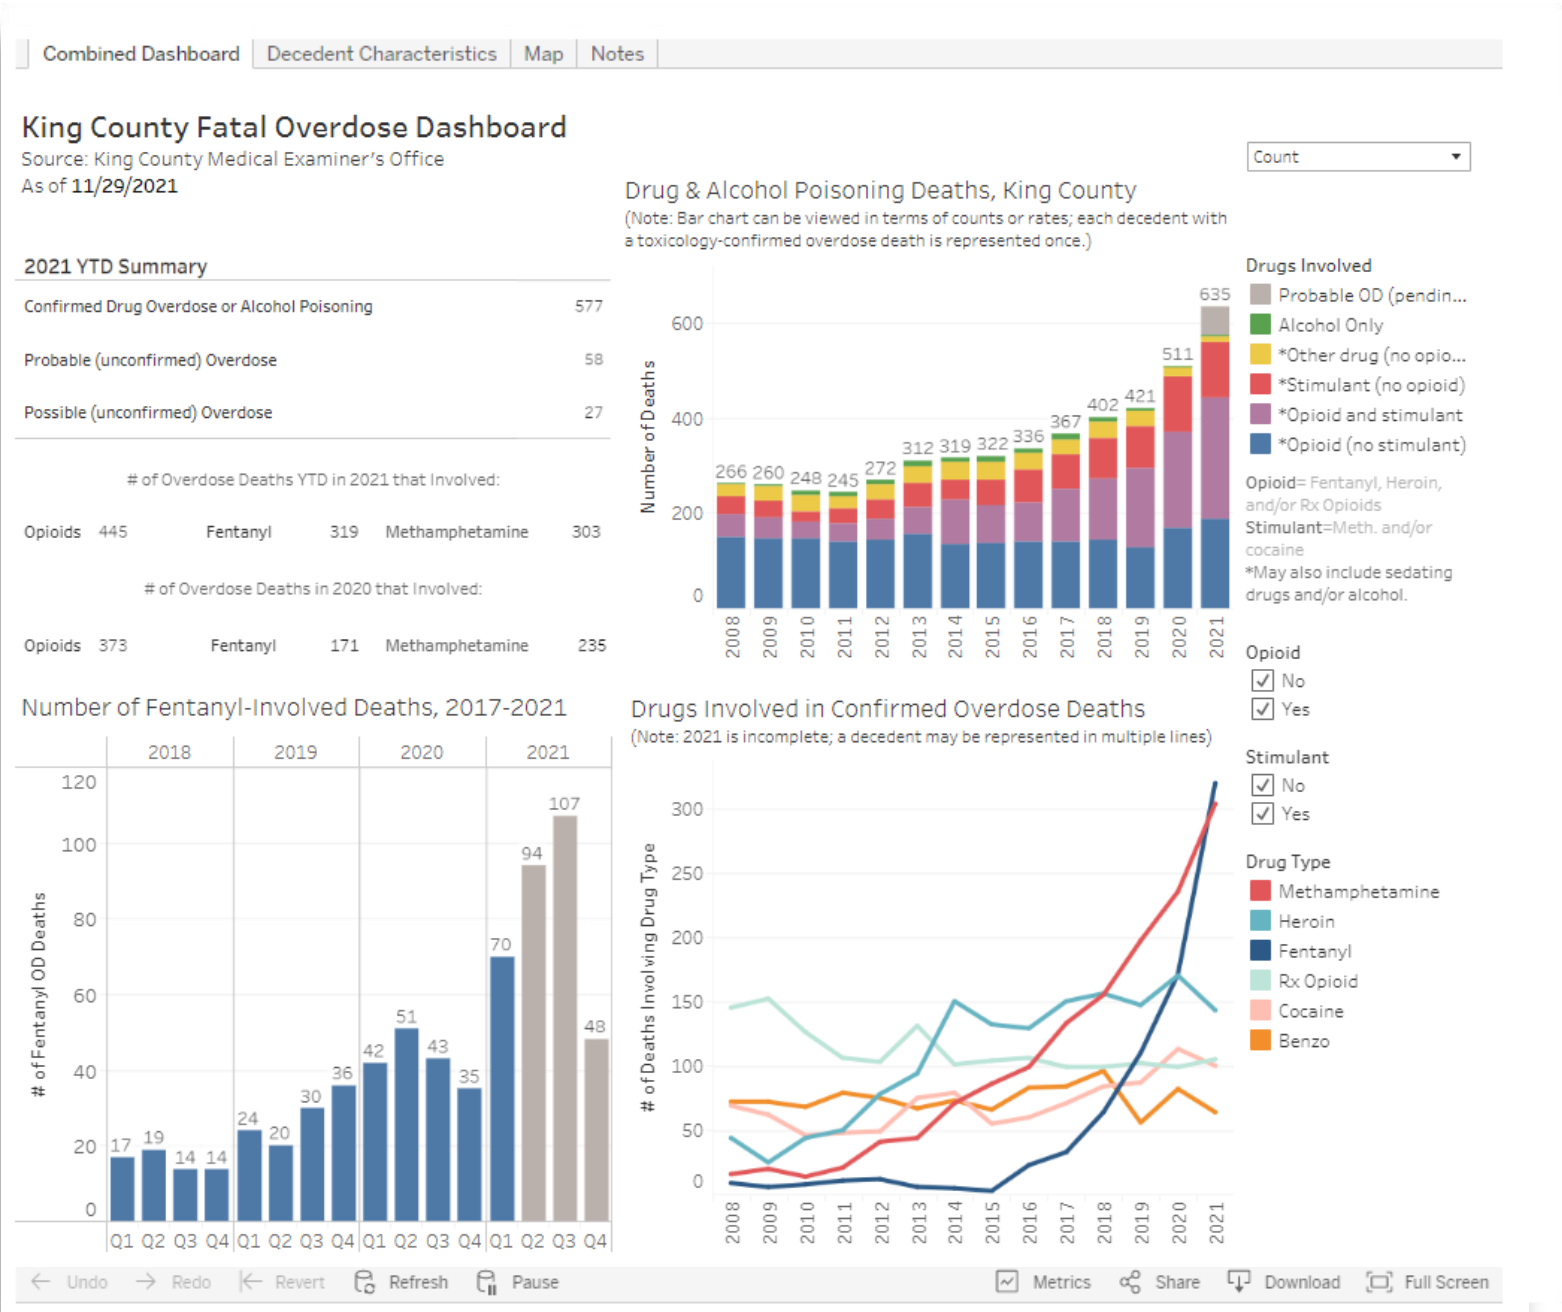 Combined Dashboard
Decedent Characteristics
Map
Notes
King County Fatal Overdose Dashboard
Source: King County Medical Examiner's Office
As of 11/29/2021
Count
2021 YTD Summary
Confirmed Drug Overdose or Alcohol Poisoning 577
Probable (unconfirmed) Overdose 58
Possible (unconfirmed) Overdose 27
# of Overdose Deaths YTD in 2021 that Involved:
Opioids 445 Fentanyl 319 Methamphetamine 303
# of Overdose Deaths in 2020 that Involved:
Opioids 373 Fentanyl 171 Methamphetamine 235
Drug & Alcohol Poisoning Deaths, King County
(Note: Bar chart can be viewed in terms of counts or rates; each decedent with
a toxicology-confirmed overdose death is represented once.)
Number of Deaths
600
400
200
0
266 260 248 245 272 312 319 322 336 367 402 421 511 635
2008 2009 2010 2011 2012 2013 2014 2015 2016 2017 2018 2019 2020 2021
Drugs Involved
Probable OD (pendin...
Alcohol Only
*Other drug (no opio...
*Stimulant (no opioid)
*Opioid and stimulant
*Opioid (no stimulant)
Opioid= Fentanyl, Heroin,
and/or Rx Opioids
Stimulant=Meth. and/or
cocaine
*May also include sedating
drugs and/or alcohol.
Opioid
No
Yes
Stimulant
No
Yes
Drug Type
Methamphetamine
Heroin
Fentanyl
Rx Opioid
Cocaine
Benzo
Number of Fentanyl-Involved Deaths, 2017-2021
2018 2019 2020 2021
# of Fentanyl OD Deaths
120
100
80
60
40
20
0
17 19 14 14 24 20 30 36 42 51 43 35 70 94 107 48
Q1 Q2 Q3 Q4 Q1 Q2 Q3 Q4 Q1 Q2 Q3 Q4 Q1 Q2 Q3 Q4
Drugs Involved in Confirmed Overdose Deaths
(Note: 2021 is incomplete; a decedent may be represented in multiple lines)
# of Deaths Involving Drug Type
300
250
200
150
100
50
0
2008 2009 2010 2011 2012 2013 2014 2015 2016 2017 2018 2019 2020 2021
Undo Redo Revert Refresh Pause Metrics Share Download Full Screen